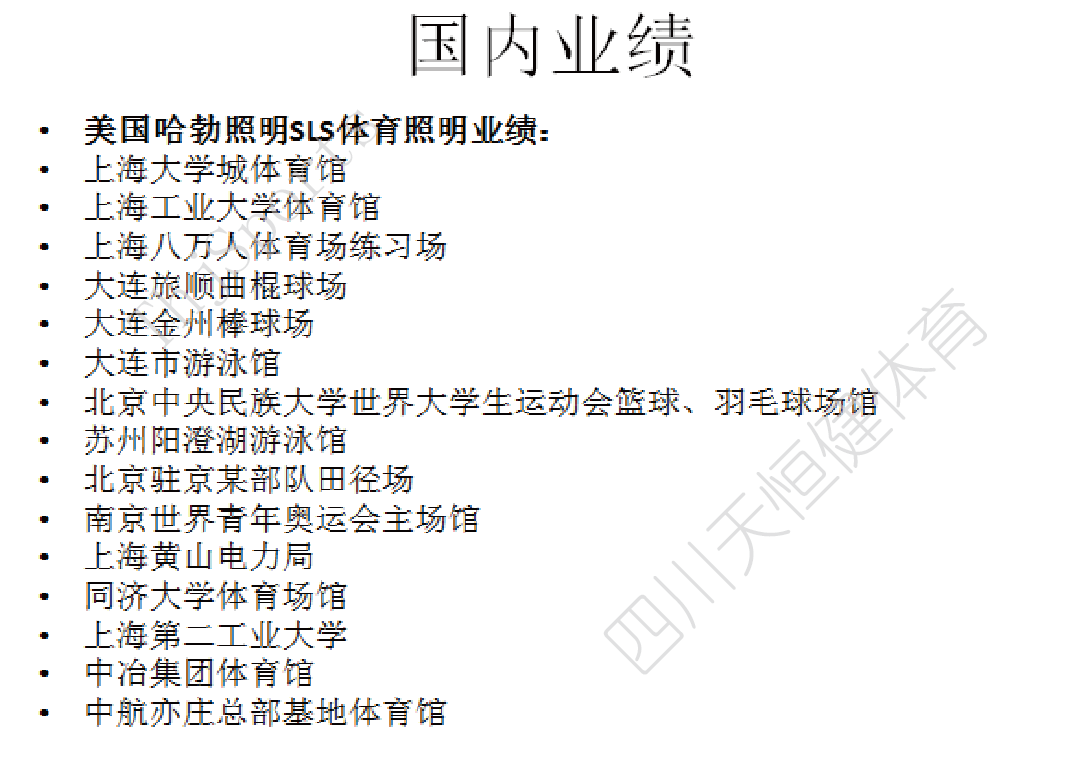 国内业绩
• 美国哈勃照明SLS体育照明业绩：
• 上海大学城体育馆
• 上海工业大学体育馆
• 上海八万人体育场练习场
• 大连旅顺曲棍球场
• 大连金州棒球场
• 大连市游泳馆
• 北京中央民族大学世界大学生运动会篮球、羽毛球场馆
• 苏州阳澄湖游泳馆
• 北京驻京某部队田径场
• 南京世界青年奥运会主场馆
• 上海黄山电力局
• 同济大学体育场馆
• 上海第二工业大学
• 中冶集团体育馆
• 中航亦庄总部基地体育馆
四川天恒健体育